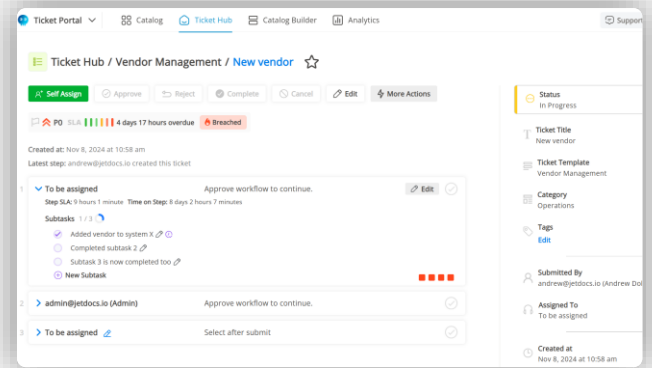 Ticket Portal Catalog Ticket Hub Catalog Builder Analytics Support
Ticket Hub / Vendor Management / New vendor
Self Assign Approve Reject Complete Cancel Edit More Actions
P0 SLA 4 days 17 hours overdue Breached
Created at: Nov 8, 2024 at 10:58 am
Latest step: andrew@jetdocs.io created this ticket
1 To be assigned Approve workflow to continue. Edit
Step SLA: 9 hours 1 minute Time on Step: 8 days 2 hours 7 minutes
Subtasks 1 / 3
Added vendor to system X
Completed subtask 2
Subtask 3 is now completed too
New Subtask
2 admin@jetdocs.io (Admin) Approve workflow to continue.
3 To be assigned Select after submit
Status
In Progress
Ticket Title
New vendor
Ticket Template
Vendor Management
Category
Operations
Tags
Edit
Submitted By
andrew@jetdocs.io (Andrew Dol
Assigned To
To be assigned
Created at
Nov 8, 2024 at 10:58 am